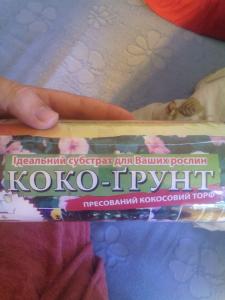 Ідеальний субстрат для Ваших рослин
КОКО-ҐРУНТ
ПРЕСОВАНИЙ КОКОСОВИЙ ТОРФ